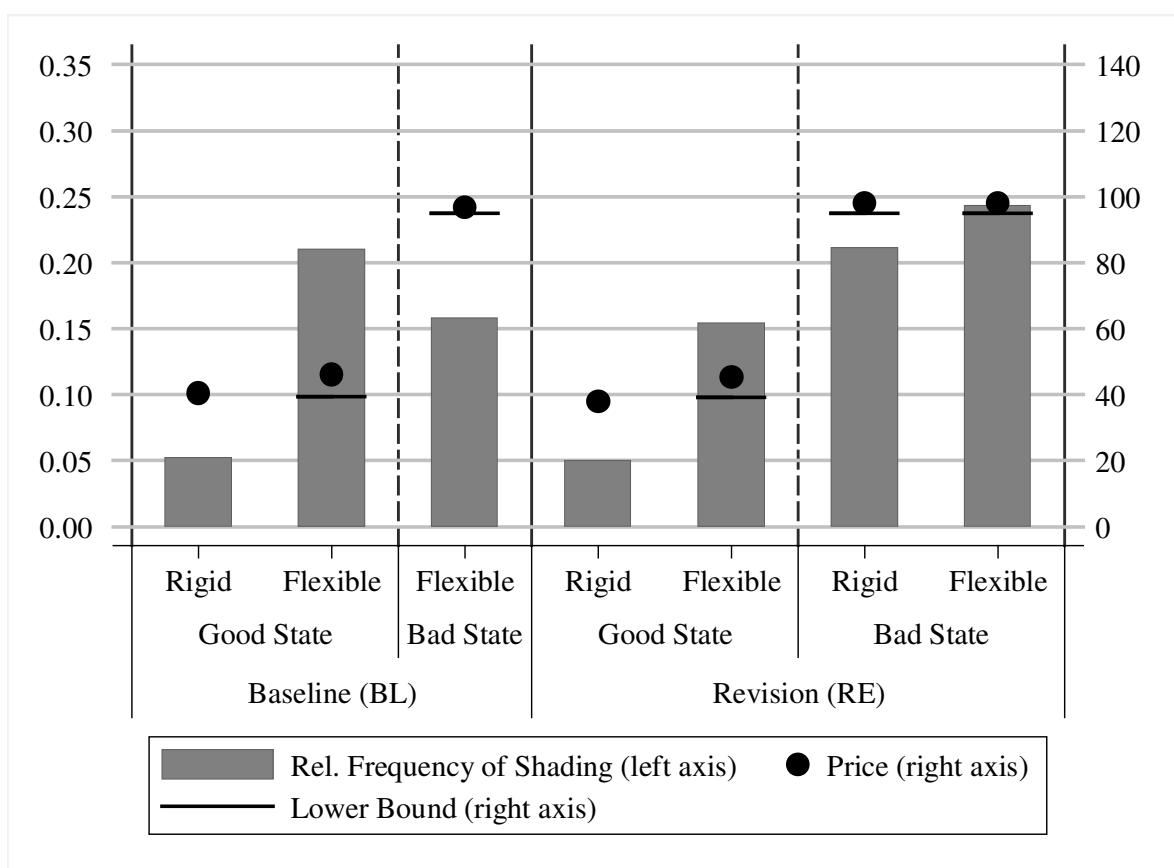 0.35 140
0.30 120
0.25 100
0.20 80
0.15 60
0.10 40
0.05 20
0.00 0
Rigid Flexible Flexible Rigid Flexible Rigid Flexible
Good State Bad State Good State Bad State
Baseline (BL) Revision (RE)
Rel. Frequency of Shading (left axis) Price (right axis)
Lower Bound (right axis)